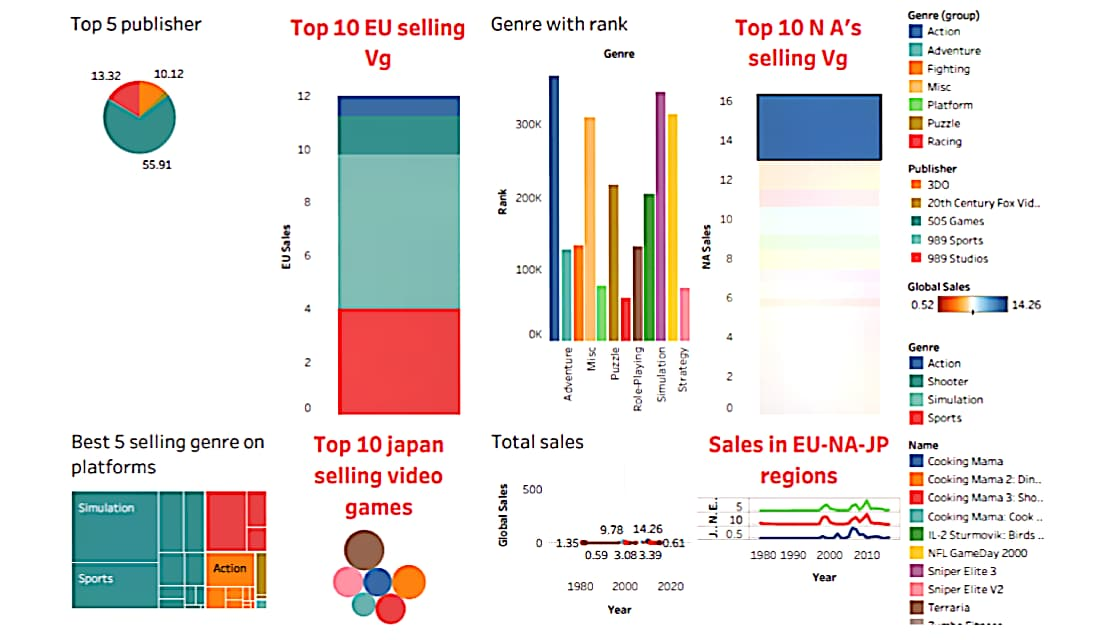 Top 5 publisher
13.32
10.12
55.91
Top 10 EU selling
Vg
12
10
8
6
4
2
0
EU Sales
Genre with rank
Genre
300K
200K
100K
0K
Rank
Adventure
Misc
Puzzle
Role-Playing
Simulation
Strategy
Top 10 N A's
selling Vg
16
14
12
10
8
6
4
2
0
NA Sales
Genre (group)
Action
Adventure
Fighting
Misc
Platform
Puzzle
Racing
Publisher
3DO
20th Century Fox Vid..
505 Games
989 Sports
989 Studios
Global Sales
0.52
14.26
Genre
Action
Shooter
Simulation
Sports
Name
Cooking Mama
Cooking Mama 2: Din..
Cooking Mama 3: Sho..
Cooking Mama: Cook ..
IL-2 Sturmovik: Birds ..
NFL GameDay 2000
Sniper Elite 3
Sniper Elite V2
Terraria
Best 5 selling genre on
platforms
Simulation
Sports
Action
Top 10 japan
selling video
games
Total sales
500
0
Global Sales
9.78 14.26
1.35 0.61
0.59 3.08 3.39
1980 2000 2020
Year
Sales in EU-NA-JP
regions
J.. N.. E..
5
10
0.5
1980 1990 2000 2010
Year